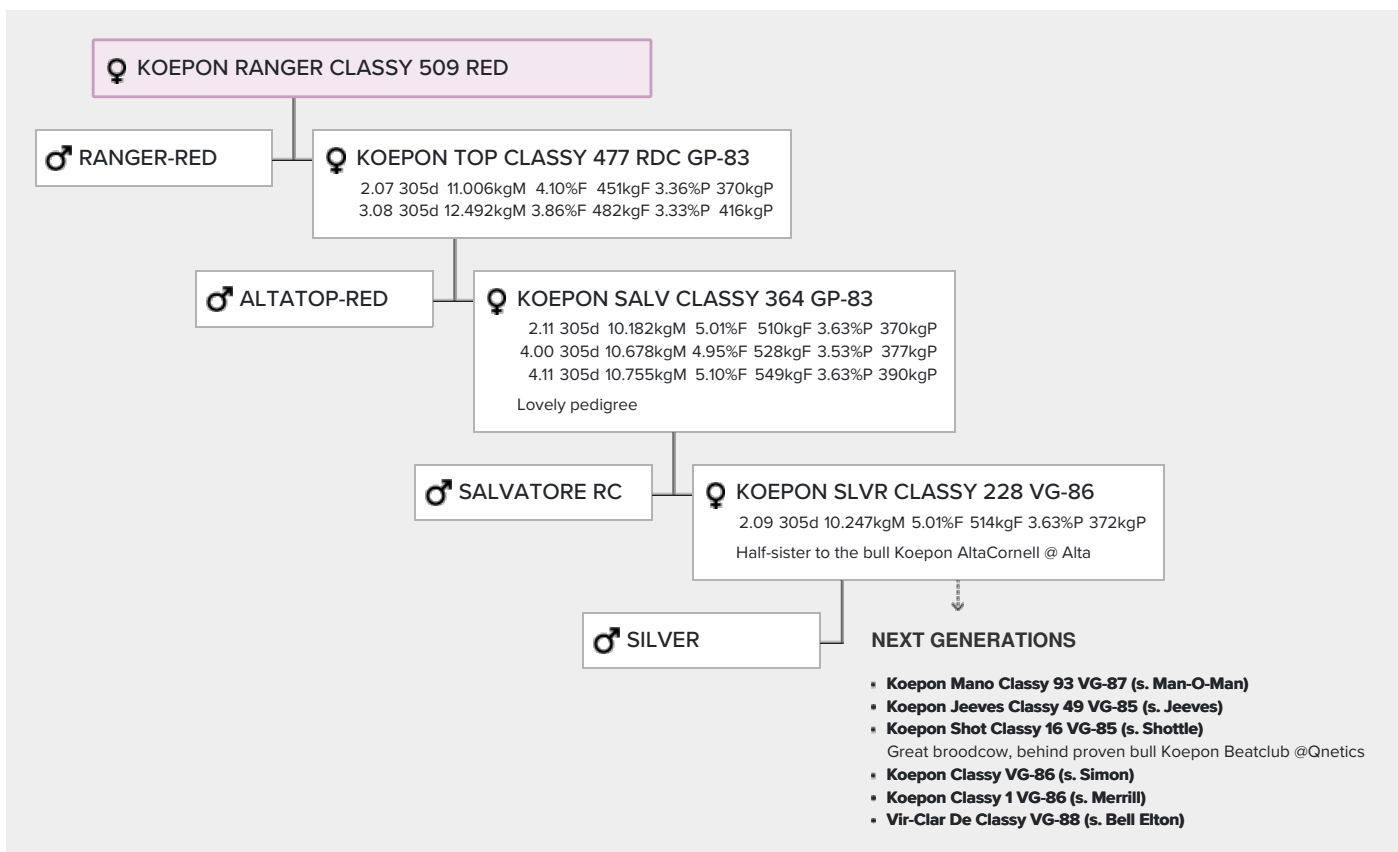 KOEPON RANGER CLASSY 509 RED
RANGER-RED
KOEPON TOP CLASSY 477 RDC GP-83
2.07 305d 11.006kgM 4.10%F 451kgF 3.36%P 370kgP
3.08 305d 12.492kgM 3.86%F 482kgF 3.33%P 416kgP
ALTATOP-RED
KOEPON SALV CLASSY 364 GP-83
2.11 305d 10.182kgM 5.01%F 510kgF 3.63%P 370kgP
4.00 305d 10.678kgM 4.95%F 528kgF 3.53%P 377kgP
4.11 305d 10.755kgM 5.10%F 549kgF 3.63%P 390kgP
Lovely pedigree
SALVATORE RC
KOEPON SLVR CLASSY 228 VG-86
2.09 305d 10.247kgM 5.01%F 514kgF 3.63%P 372kgP
Half-sister to the bull Koepon AltaCornell @ Alta
SILVER
NEXT GENERATIONS
Koepon Mano Classy 93 VG-87 (s. Man-O-Man)
Koepon Jeeves Classy 49 VG-85 (s. Jeeves)
Koepon Shot Classy 16 VG-85 (s. Shottle)
Great broodcow, behind proven bull Koepon Beatclub @Qnetics
Koepon Classy VG-86 (s. Simon)
Koepon Classy 1 VG-86 (s. Merrill)
Vir-Clar De Classy VG-88 (s. Bell Elton)